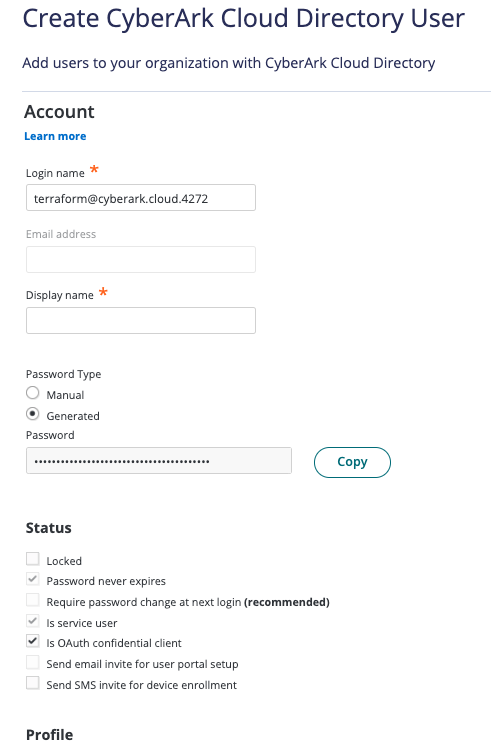 Create CyberArk Cloud Directory User
Add users to your organization with CyberArk Cloud Directory
Account
Learn more
Login name *
terraform@cyberark.cloud.4272
Email address
Display name *
Password Type
Manual
Generated
Password
••••••••••••••••••••••••••••••••••••••••
Copy
Status
Locked
Password never expires
Require password change at next login (recommended)
Is service user
Is OAuth confidential client
Send email invite for user portal setup
Send SMS invite for device enrollment
Profile